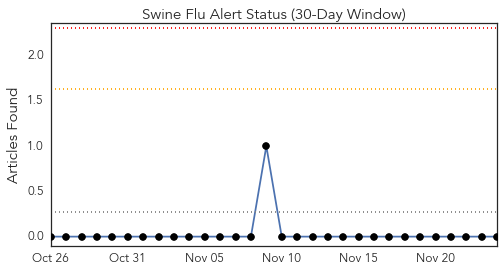 Swine Flu Alert Status (30-Day Window)
Articles Found
2.0
1.5
1.0
0.5
0.0
Oct 26 Oct 31 Nov 05 Nov 10 Nov 15 Nov 20